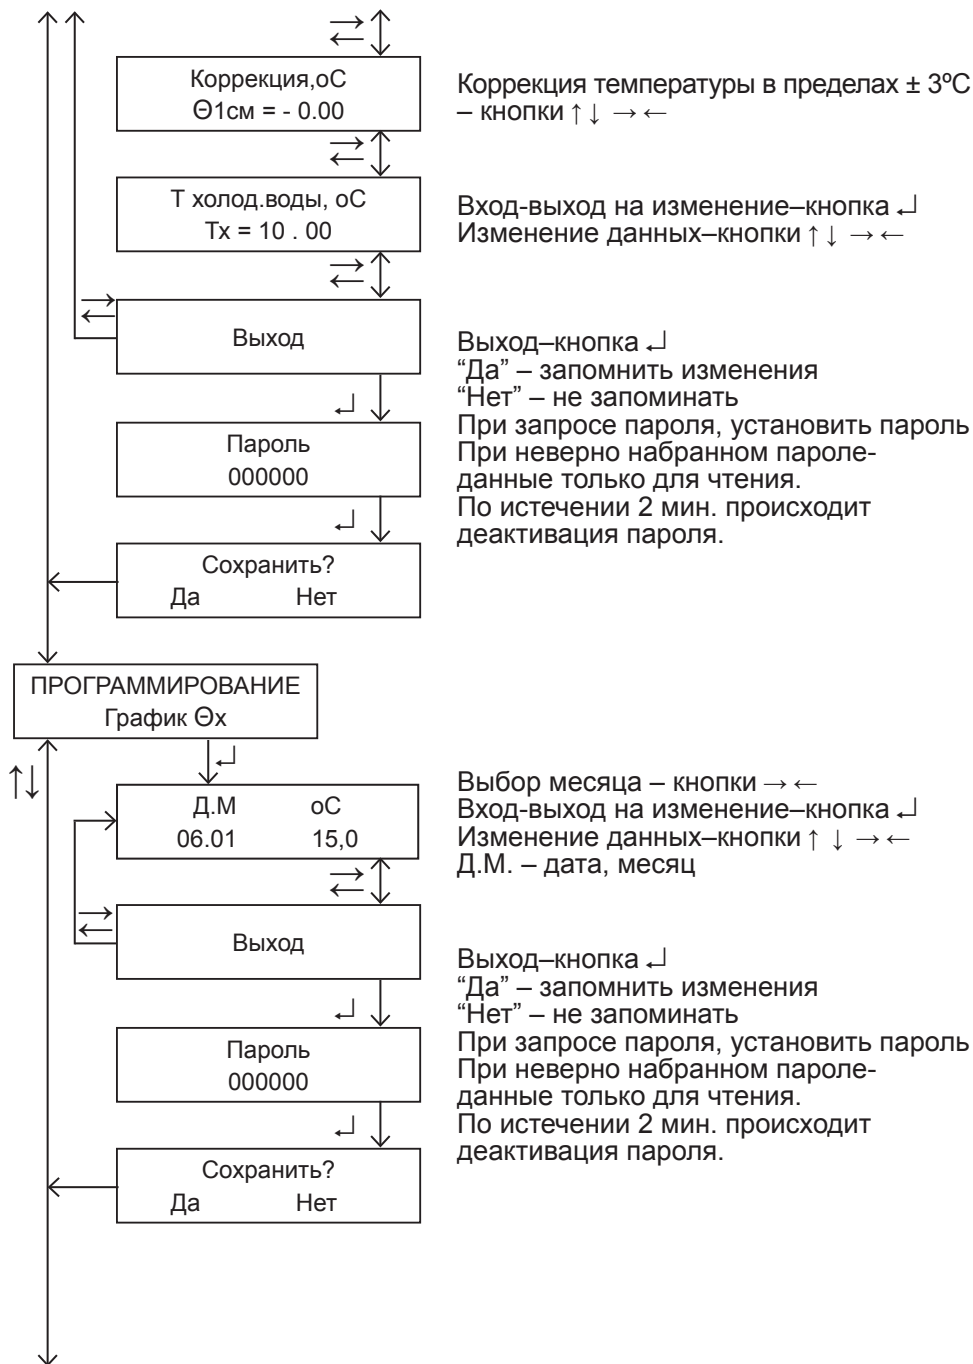 Коррекция,оС
Θ1см = - 0.00
Коррекция температуры в пределах ± 3ºС
– кнопки ↑ ↓ → ←
Т холод.воды, оС
Тх = 10 . 00
Вход-выход на изменение–кнопка ↵
Изменение данных–кнопки ↑ ↓ → ←
Выход
Выход–кнопка ↵
“Да” – запомнить изменения
“Нет” – не запоминать
При запросе пароля, установить пароль
При неверно набранном пароле-
данные только для чтения.
По истечении 2 мин. происходит
деактивация пароля.
Пароль
000000
Сохранить?
Да Нет
ПРОГРАММИРОВАНИЕ
График Θх
Д.М оС
06.01 15,0
Выбор месяца – кнопки → ←
Вход-выход на изменение–кнопка ↵
Изменение данных–кнопки ↑ ↓ → ←
Д.М. – дата, месяц
Выход
Выход–кнопка ↵
“Да” – запомнить изменения
“Нет” – не запоминать
При запросе пароля, установить пароль
При неверно набранном пароле-
данные только для чтения.
По истечении 2 мин. происходит
деактивация пароля.
Пароль
000000
Сохранить?
Да Нет